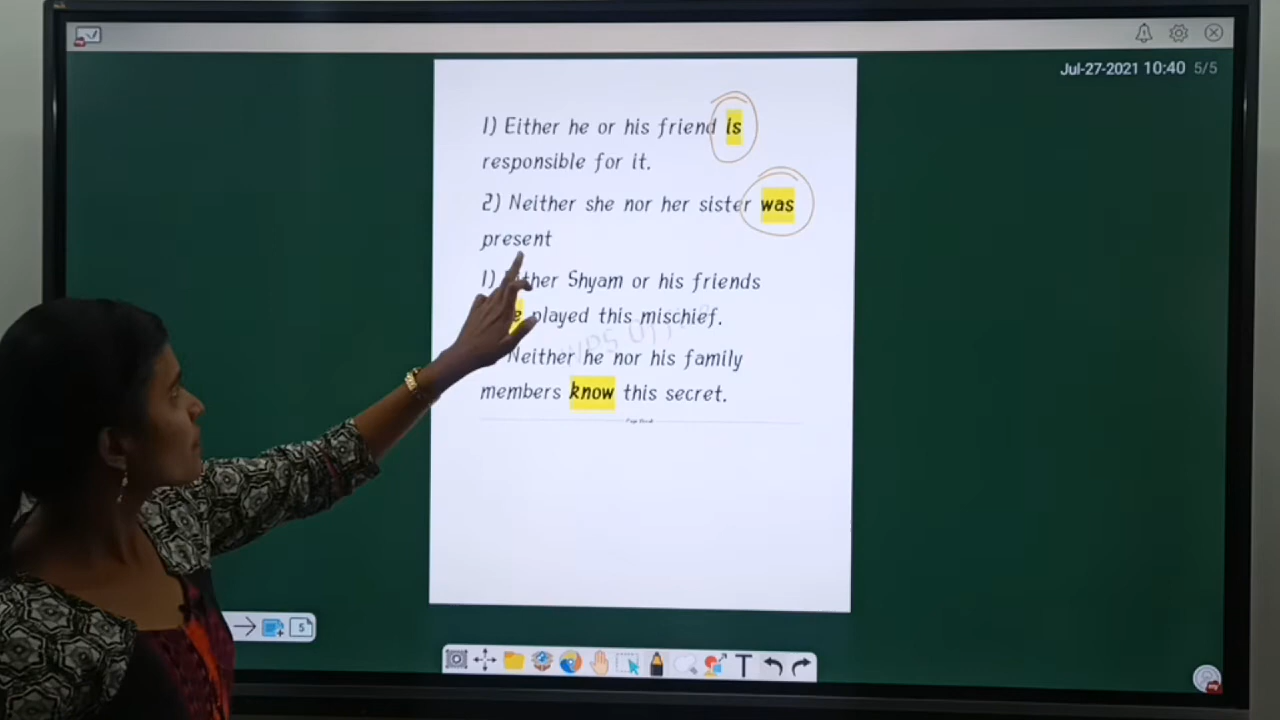 Jul-27-2021 10:40 5/5
1) Either he or his friend is
responsible for it.
2) Neither she nor her sister was
present
1) Either Shyam or his friends
played this mischief.
Neither he nor his family
members know this secret.
5
T